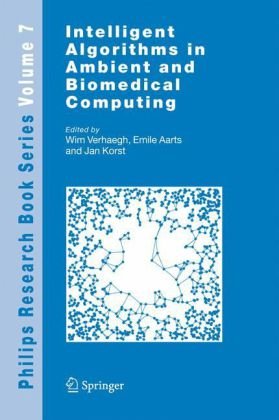 Philips Research Book Series Volume 7
Intelligent
Algorithms in
Ambient and
Biomedical
Computing
Edited by
Wim Verhaegh, Emile Aarts
and Jan Korst
Springer